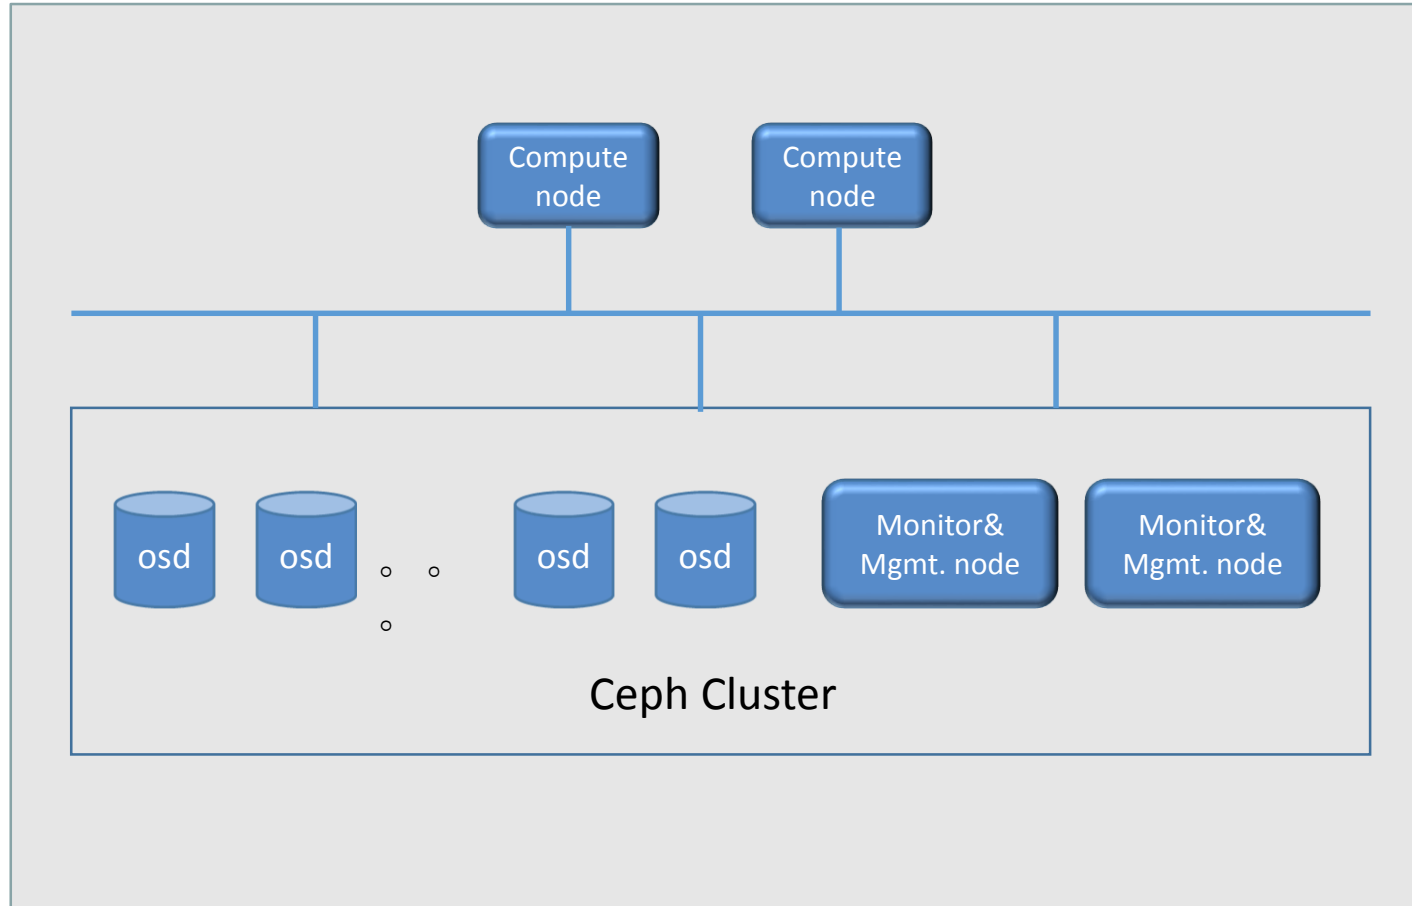 Compute
node
Compute
node
osd
osd
。 。
。
osd
osd
Monitor&
Mgmt. node
Monitor&
Mgmt. node
Ceph Cluster